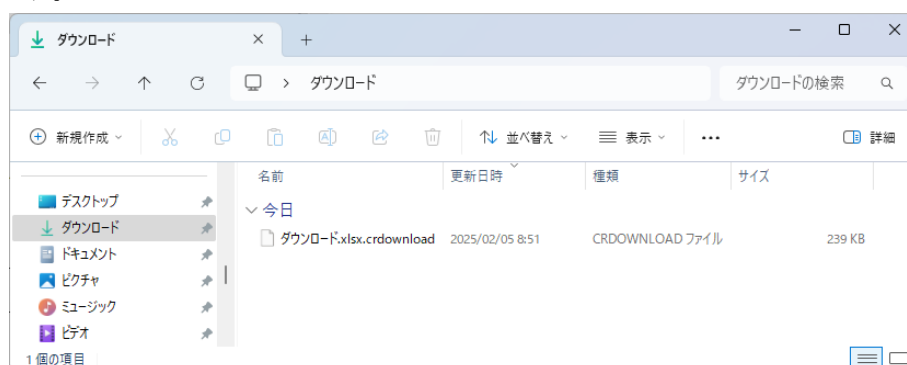 ダウンロード
ダウンロード
ダウンロードの検索
新規作成
並べ替え
表示
詳細
名前 更新日時 種類 サイズ
デスクトップ
ダウンロード
ドキュメント
ピクチャ
ミュージック
ビデオ
今日
ダウンロード.xlsx.crdownload 2025/02/05 8:51 CRDOWNLOAD ファイル 239 KB
1 個の項目